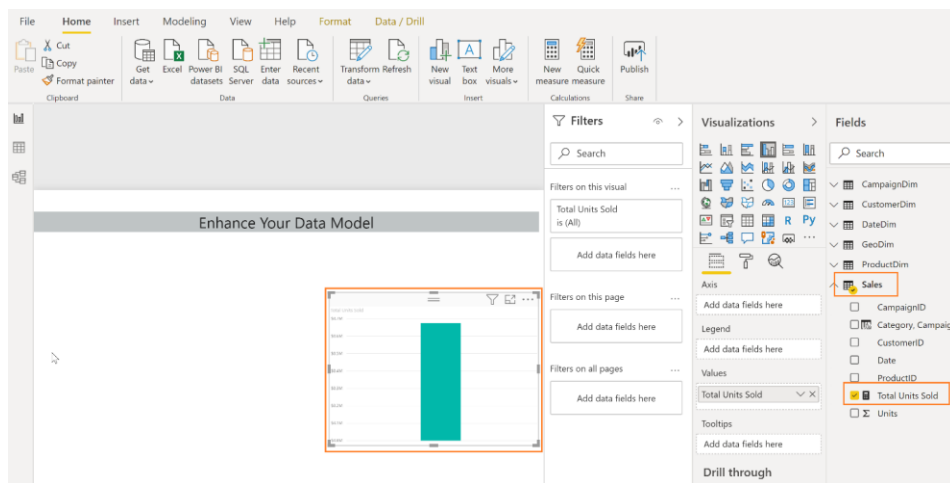 File Home Insert Modeling View Help Format Data / Drill
Paste
Cut
Copy
Format painter
Clipboard
Get data
Excel
Power BI datasets
SQL Server
Enter data
Recent sources
Data
Transform data
Refresh
Queries
New visual
Text box
More visuals
Insert
New measure
Quick measure
Calculations
Publish
Share
Enhance Your Data Model
Filters
Search
Filters on this visual ...
Total Units Sold
is (All)
Add data fields here
Filters on this page ...
Add data fields here
Filters on all pages ...
Add data fields here
Visualizations
R Py
Axis
Add data fields here
Legend
Add data fields here
Values
Total Units Sold
Tooltips
Add data fields here
Drill through
Fields
Search
CampaignDim
CustomerDim
DateDim
GeoDim
ProductDim
Sales
CampaignID
Category, Campaig
CustomerID
Date
ProductID
Total Units Sold
Σ Units